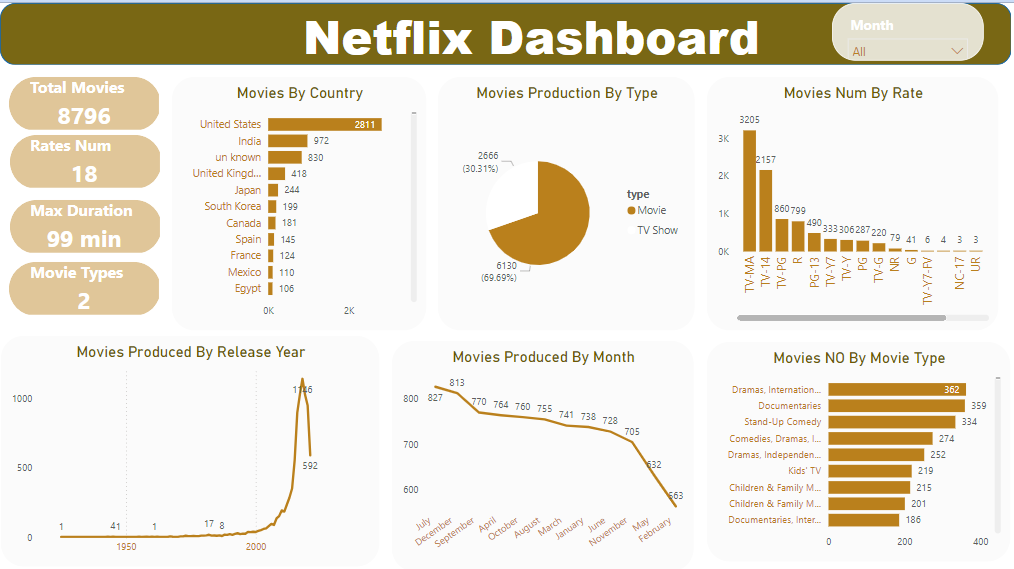 Netflix Dashboard
Month
All
Total Movies
8796
Rates Num
18
Max Duration
99 min
Movie Types
2
Movies By Country
United States 2811
India 972
un known 830
United Kingd... 418
Japan 244
South Korea 199
Canada 181
Spain 145
France 124
Mexico 110
Egypt 106
0K 2K
Movies Production By Type
2666
(30.31%)
6130
(69.69%)
type
Movie
TV Show
Movies Num By Rate
3K
2K
1K
0K
3205 2157 860 799 490 333 306 287 220 79 41 6 4 3 3
TV-MA TV-14 TV-PG R PG-13 TV-Y7 TV-Y PG TV-G NR G TV-Y7-FV NC-17 UR
Movies Produced By Release Year
1000
500
0
1 41 1 17 8 1146 592
1950 2000
Movies Produced By Month
800
700
600
827 813 770 764 760 755 741 738 728 705 632 563
July December September April October August March January June November May February
Movies NO By Movie Type
Dramas, Internation... 362
Documentaries 359
Stand-Up Comedy 334
Comedies, Dramas, I... 274
Dramas, Independen... 252
Kids' TV 219
Children & Family M... 215
Children & Family M... 201
Documentaries, Inter... 186
0 200 400